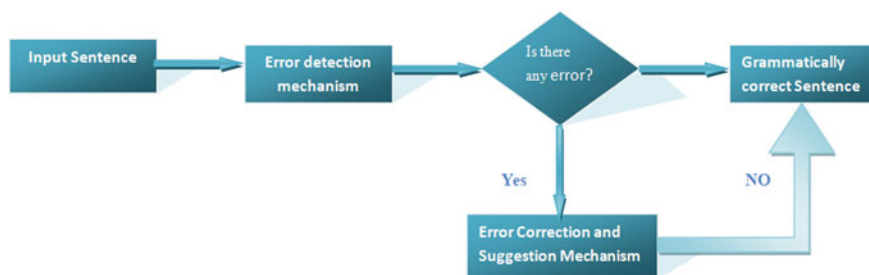 Input Sentence
Error detection
mechanism
Is there
any error?
Grammatically
correct Sentence
Yes
NO
Error Correction and
Suggestion Mechanism